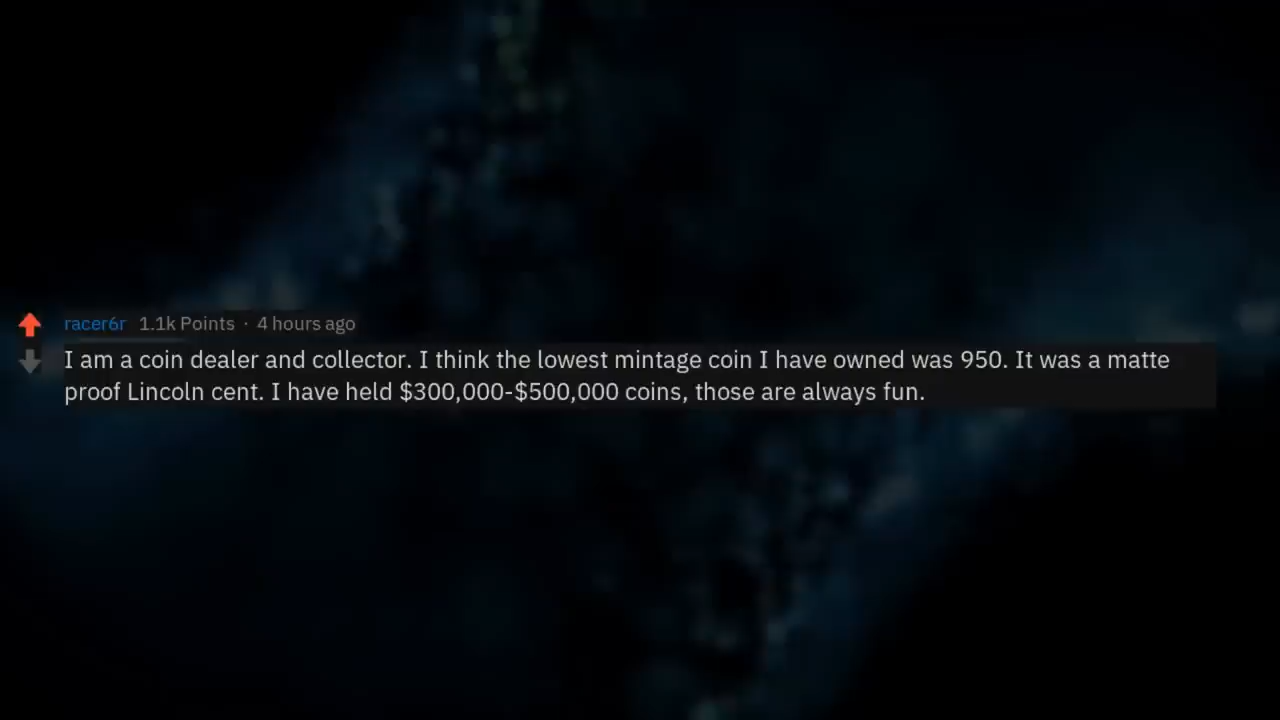 racer6r 1.1k Points · 4 hours ago
I am a coin dealer and collector. I think the lowest mintage coin I have owned was 950. It was a matte
proof Lincoln cent. I have held $300,000-$500,000 coins, those are always fun.